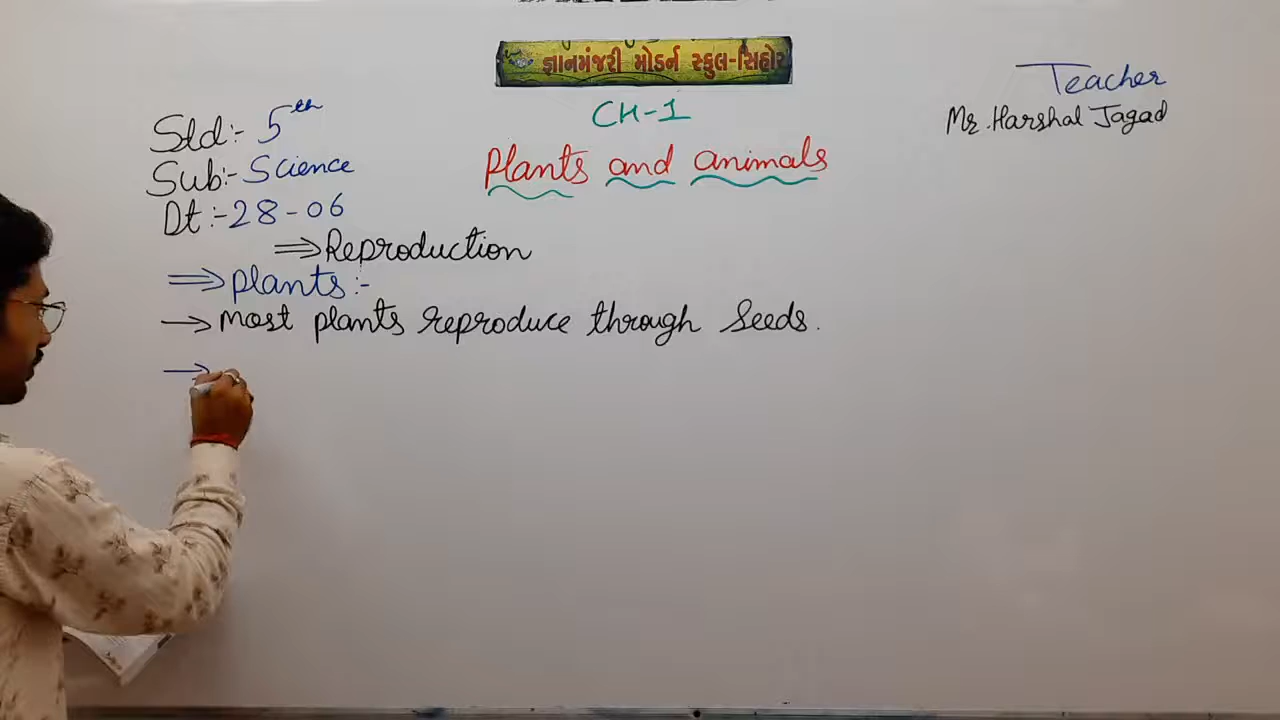 જ્ઞાનમંજરી મોડર્ન સ્કુલ-સિહોર
CH-1
Plants and animals
Teacher
Mr. Harshal Jagad
Std:- 5th
Sub:- Science
Dt:- 28-06
⇒ Reproduction
⇒ Plants:-
→ Most plants reproduce through Seeds.
→